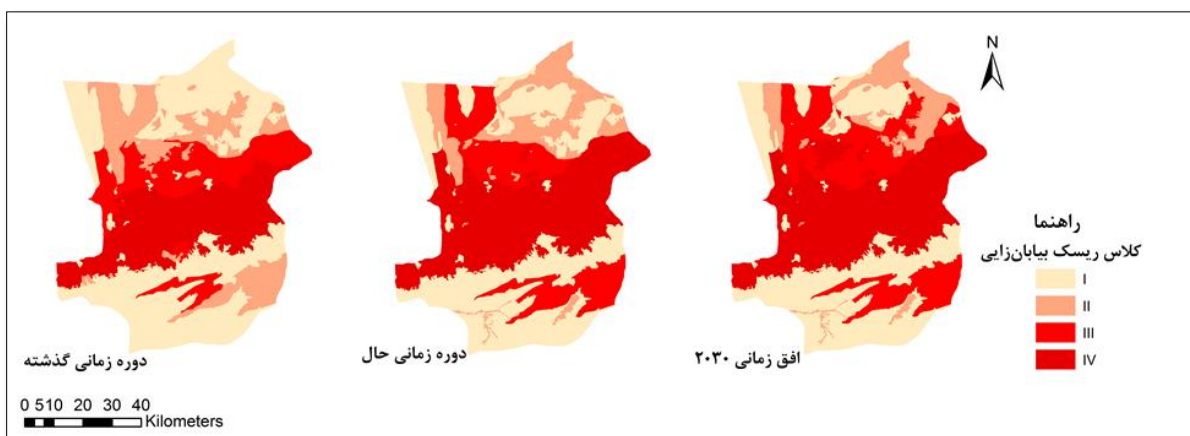 N
راهنما
کلاس ریسک بیابان‌زایی
I
II
III
IV
دوره زمانی گذشته
دوره زمانی حال
افق زمانی ۲۰۳۰
0 510 20 30 40
Kilometers